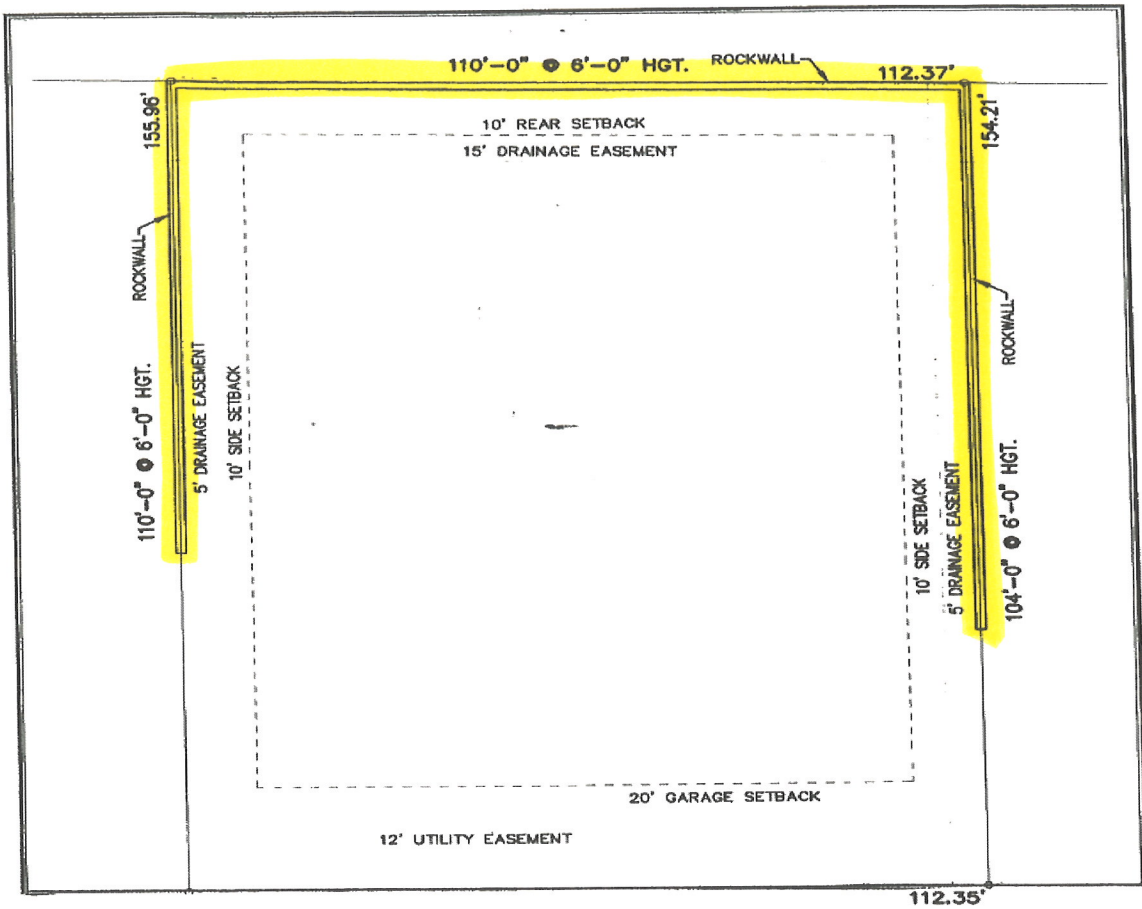 110'-0" @ 6'-0" HGT.
ROCKWALL
112.37'
155.96'
154.21'
10' REAR SETBACK
15' DRAINAGE EASEMENT
ROCKWALL
ROCKWALL
110'-0" @ 6'-0" HGT.
5' DRAINAGE EASEMENT
10' SIDE SETBACK
10' SIDE SETBACK
5' DRAINAGE EASEMENT
104'-0" @ 6'-0" HGT.
20' GARAGE SETBACK
12' UTILITY EASEMENT
112.35'